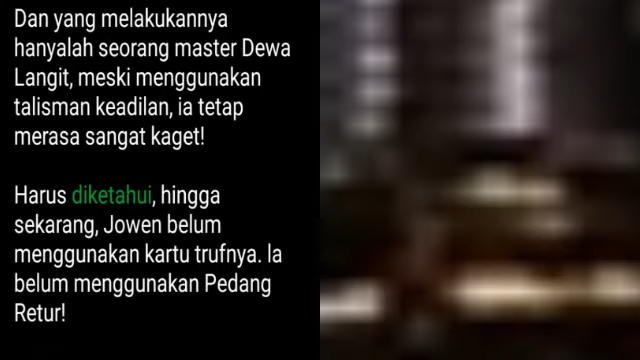 Dan yang melakukannya
hanyalah seorang master Dewa
Langit, meski menggunakan
talisman keadilan, ia tetap
merasa sangat kaget!
Harus diketahui, hingga
sekarang, Jowen belum
menggunakan kartu trufnya. Ia
belum menggunakan Pedang
Retur!